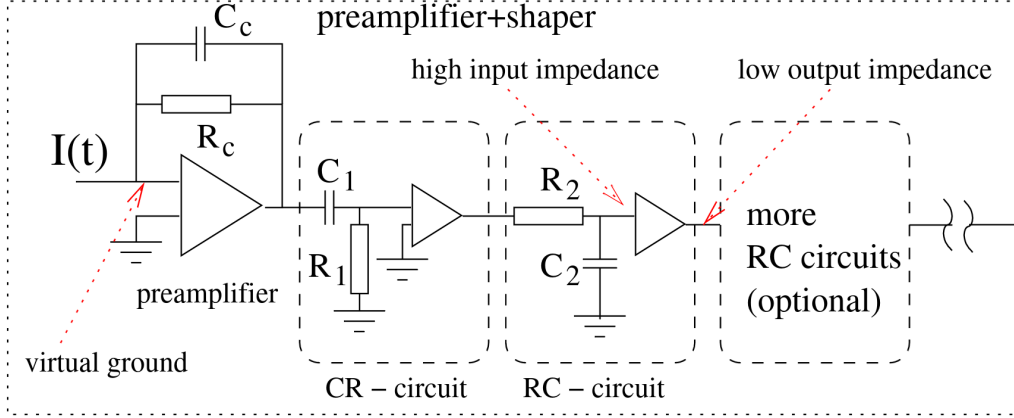 C_c
preamplifier+shaper
high input impedance
low output impedance
I(t)
R_c
C_1
R_2
R_1
C_2
more
RC circuits
(optional)
preamplifier
virtual ground
CR − circuit
RC − circuit